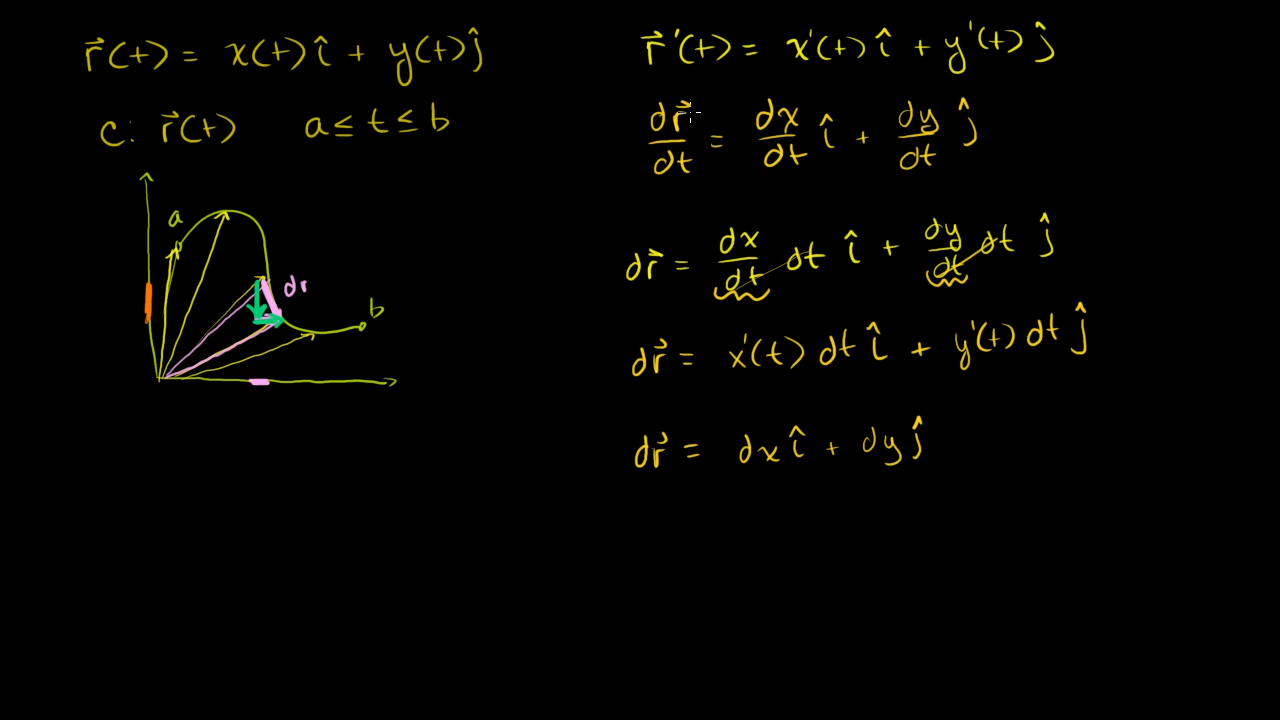 r⃗(t) = x(t) î + y(t) ĵ
C: r⃗(t) a ≤ t ≤ b
a
dr
b
r⃗'(t) = x'(t) î + y'(t) ĵ
dr⃗/dt = dx/dt î + dy/dt ĵ
dr⃗ = dx/dt dt î + dy/dt dt ĵ
dr⃗ = x'(t) dt î + y'(t) dt ĵ
dr⃗ = dx î + dy ĵ